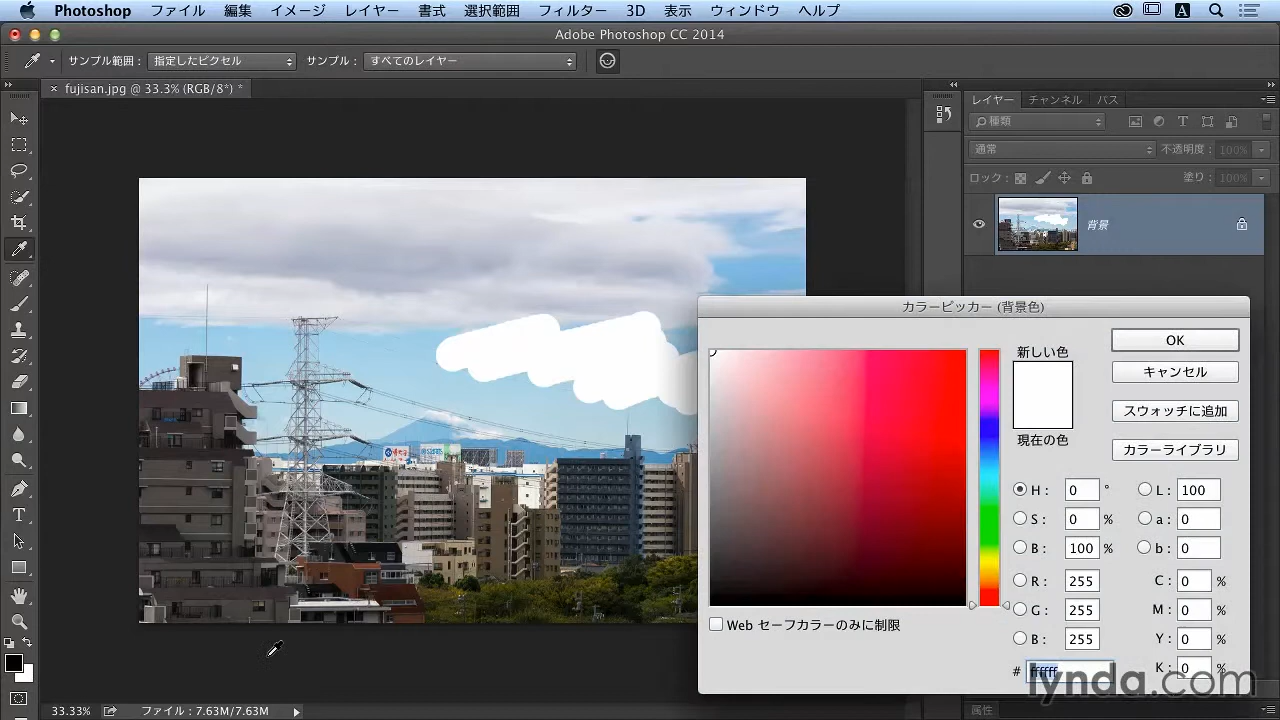 Photoshop ファイル 編集 イメージ レイヤー 書式 選択範囲 フィルター 3D 表示 ウィンドウ ヘルプ A
Adobe Photoshop CC 2014
サンプル範囲 : 指定したピクセル サンプル : すべてのレイヤー
× fujisan.jpg @ 33.3% (RGB/8*) *
レイヤー チャンネル パス
種類
通常 不透明度 : 100%
ロック : 塗り : 100%
背景
カラーピッカー (背景色)
OK
新しい色
キャンセル
スウォッチに追加
現在の色
カラーライブラリ
H : 0 ° L : 100
S : 0 % a : 0
B : 100 % b : 0
R : 255 C : 0 %
G : 255 M : 0 %
Web セーフカラーのみに制限
B : 255 Y : 0 %
# ffffff K : 0 %
lynda.com
33.33% ファイル : 7.63M/7.63M
属性